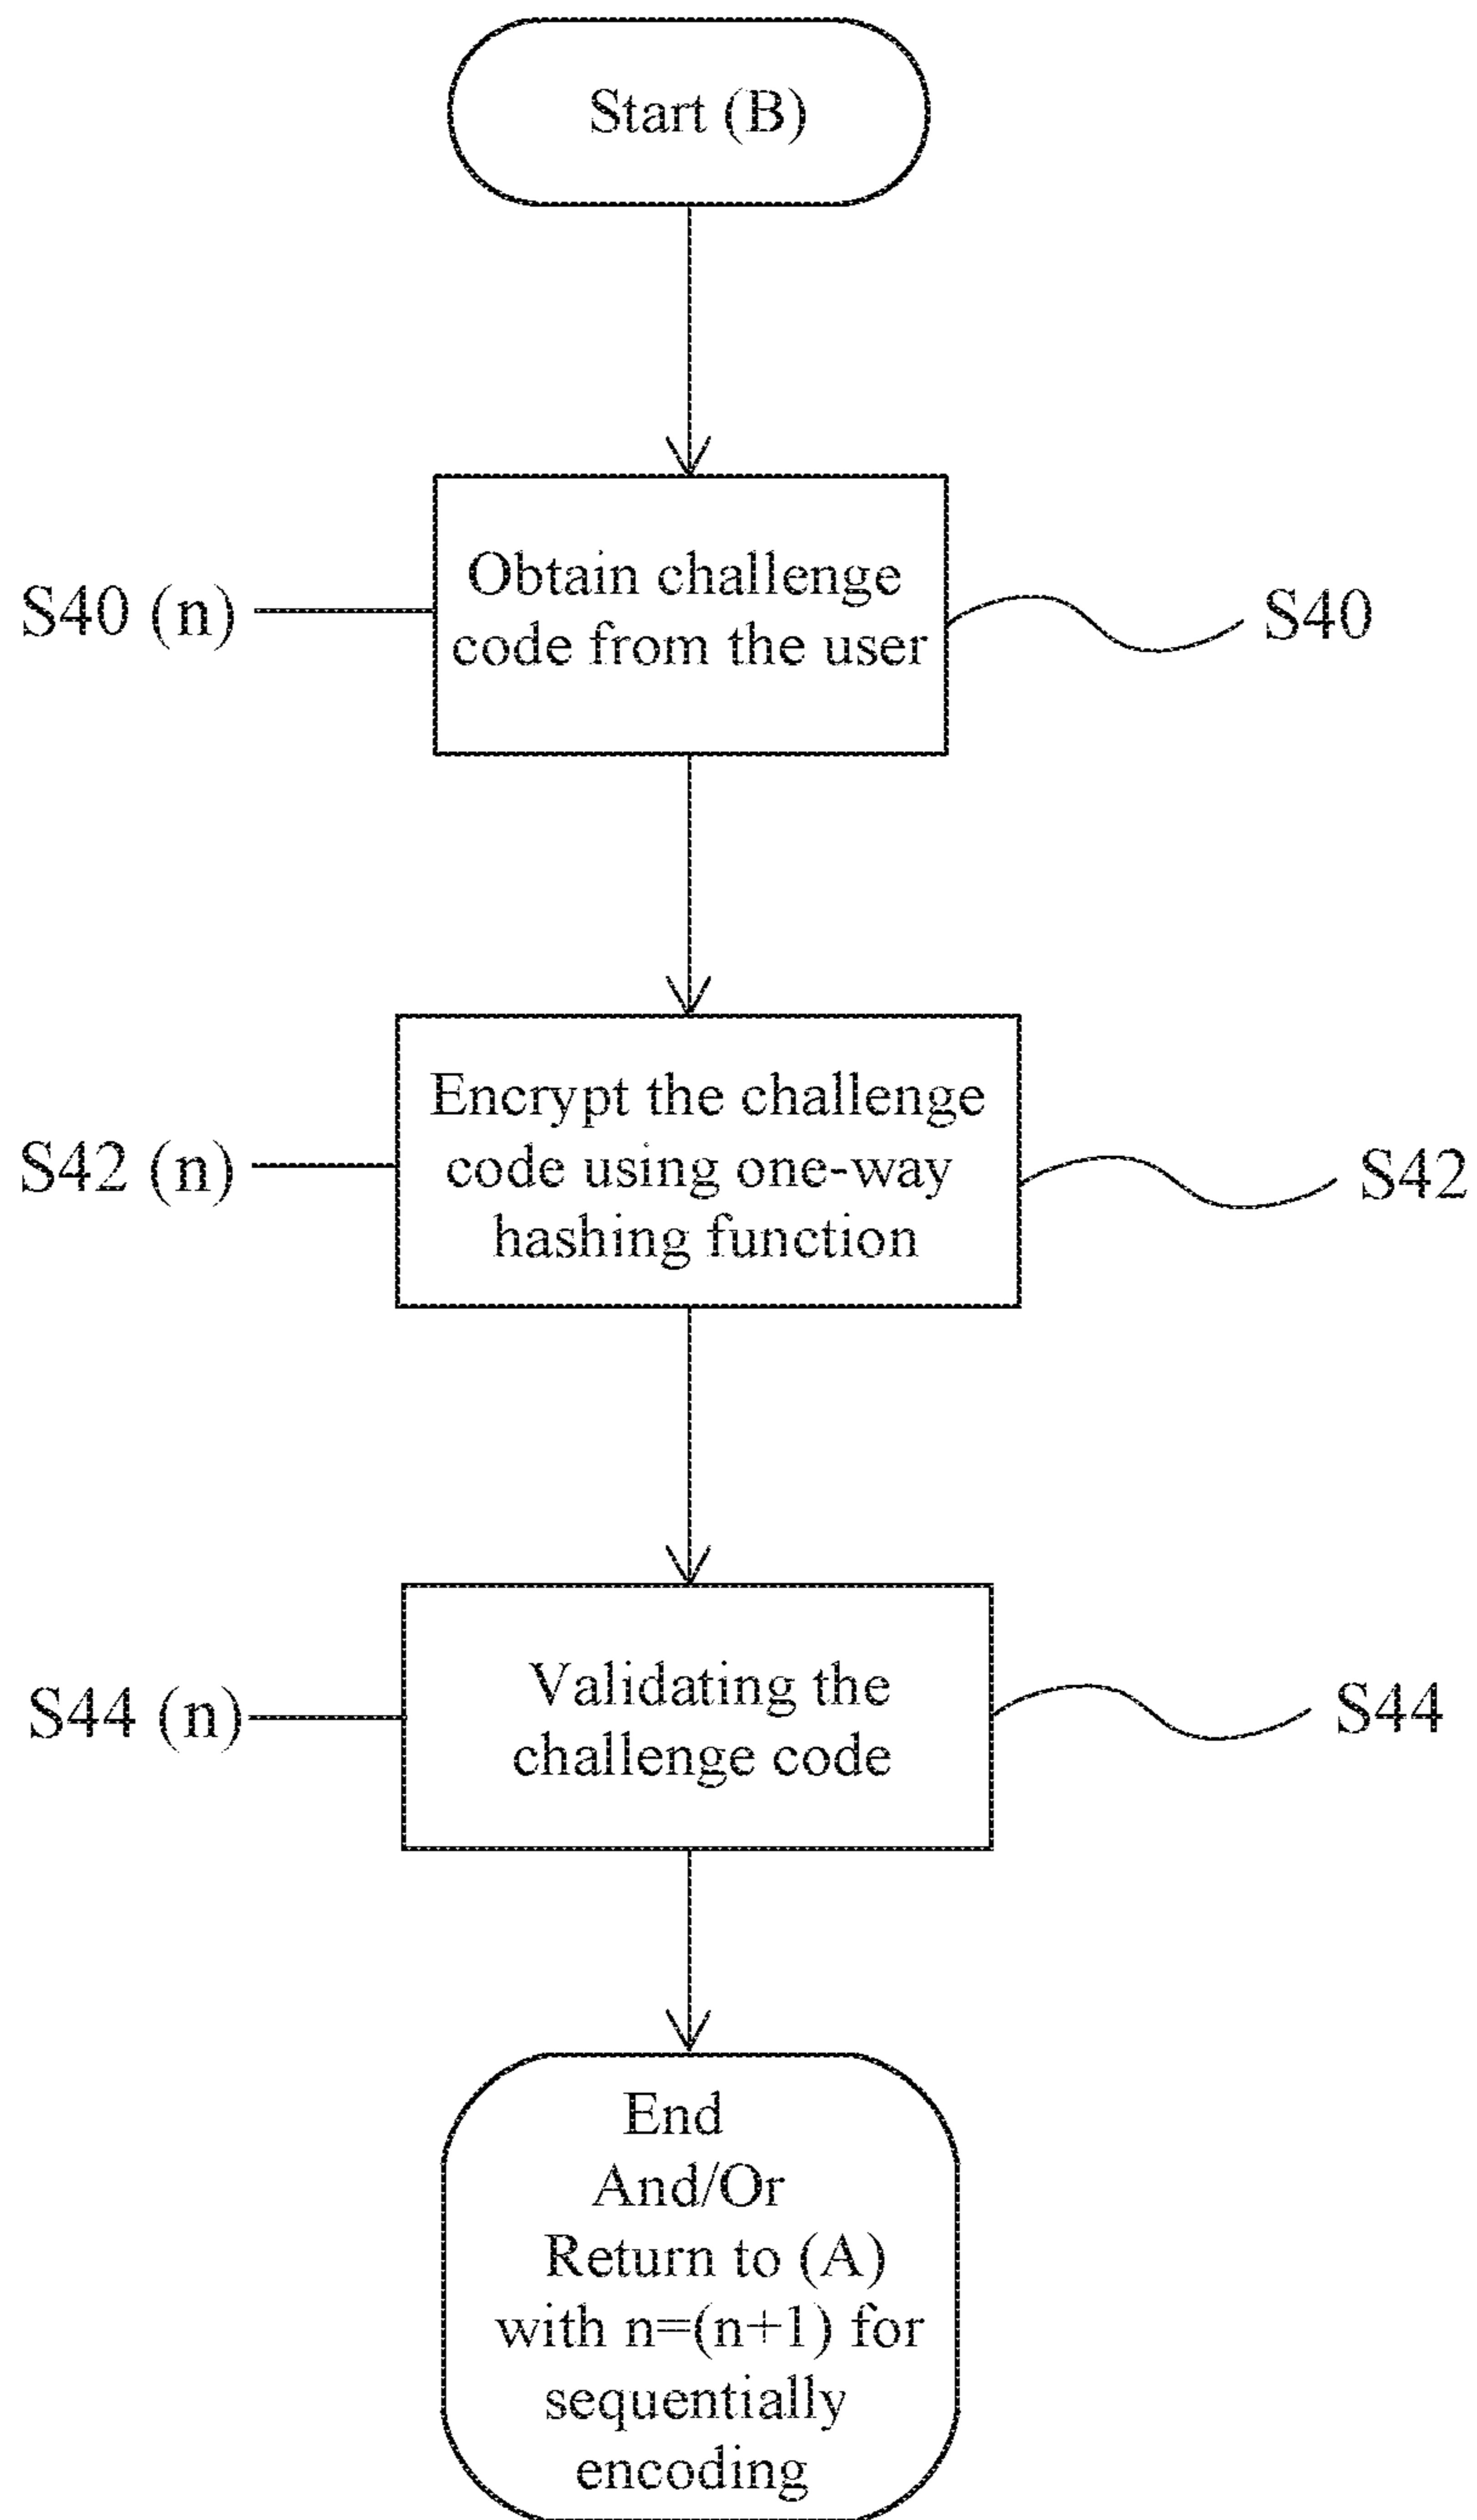 Start (B)
Obtain challenge
code from the user
S40 (n)
S40
Encrypt the challenge
code using one-way
hashing function
S42 (n)
S42
Validating the
challenge code
S44 (n)
S44
End
And/Or
Return to (A)
with n=(n+1) for
sequentially
encoding